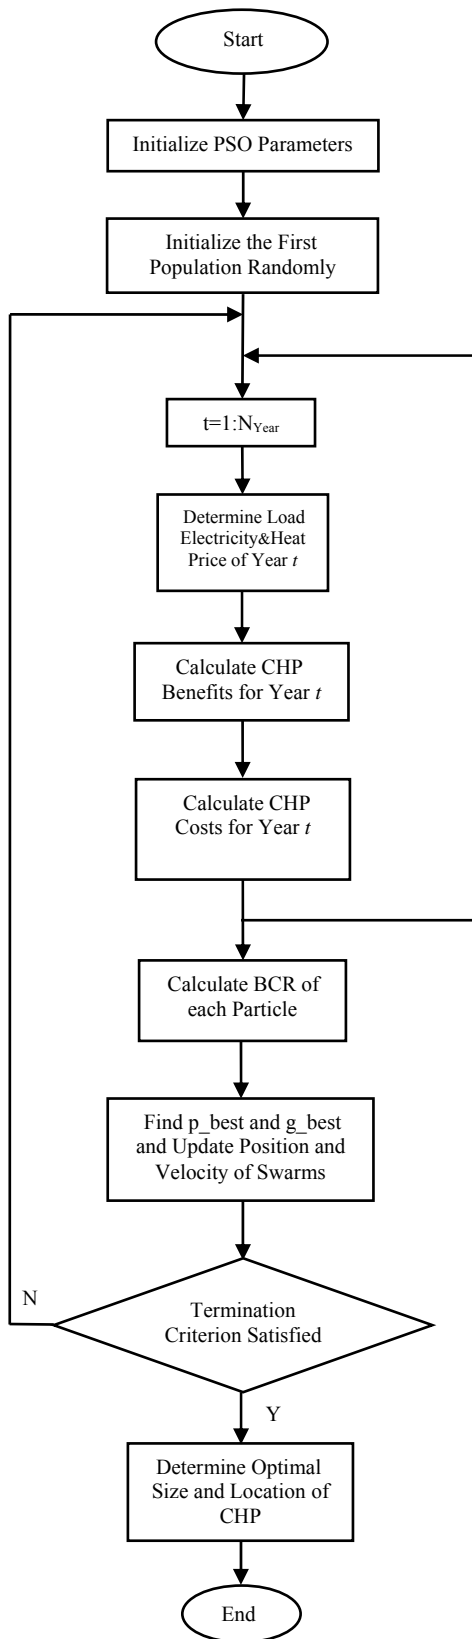 Start
Initialize PSO Parameters
Initialize the First
Population Randomly
t=1:N_Year
Determine Load
Electricity&Heat
Price of Year t
Calculate CHP
Benefits for Year t
Calculate CHP
Costs for Year t
Calculate BCR of
each Particle
Find p_best and g_best
and Update Position and
Velocity of Swarms
N
Termination
Criterion Satisfied
Y
Determine Optimal
Size and Location of
CHP
End